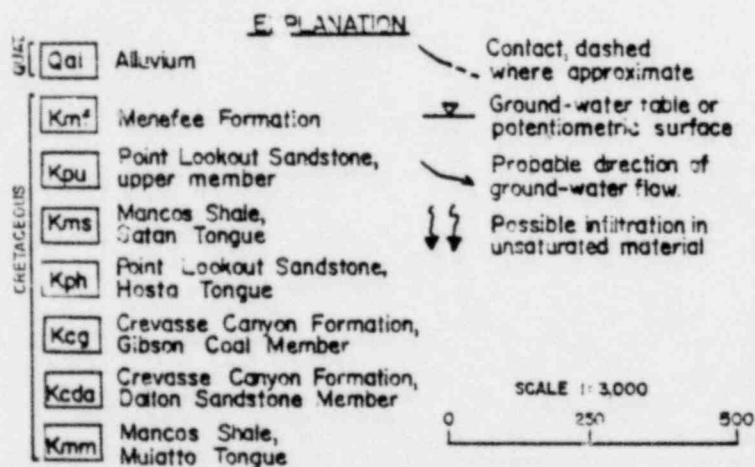 EXPLANATION
QUAT
Qal Alluvium
CRETACEOUS
Kmf Menefee Formation
Kpu Point Lookout Sandstone,
upper member
Kms Mancos Shale,
Satan Tongue
Kph Point Lookout Sandstone,
Hosta Tongue
Kcg Crevasse Canyon Formation,
Gibson Coal Member
Kcda Crevasse Canyon Formation,
Dalton Sandstone Member
Kmm Mancos Shale,
Mulatto Tongue
Contact, dashed
where approximate
Ground-water table or
potentiometric surface
Probable direction of
ground-water flow.
Possible infiltration in
unsaturated material
SCALE 1:3,000
0 250 500